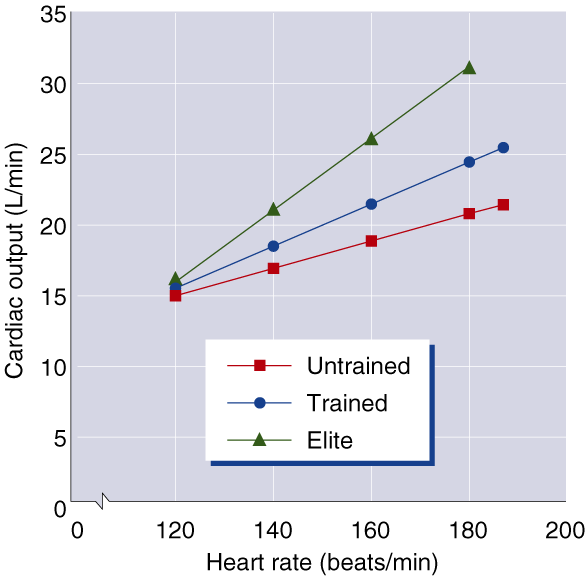 Cardiac output (L/min)
35
30
25
20
15
10
5
0
Untrained
Trained
Elite
0 120 140 160 180 200
Heart rate (beats/min)